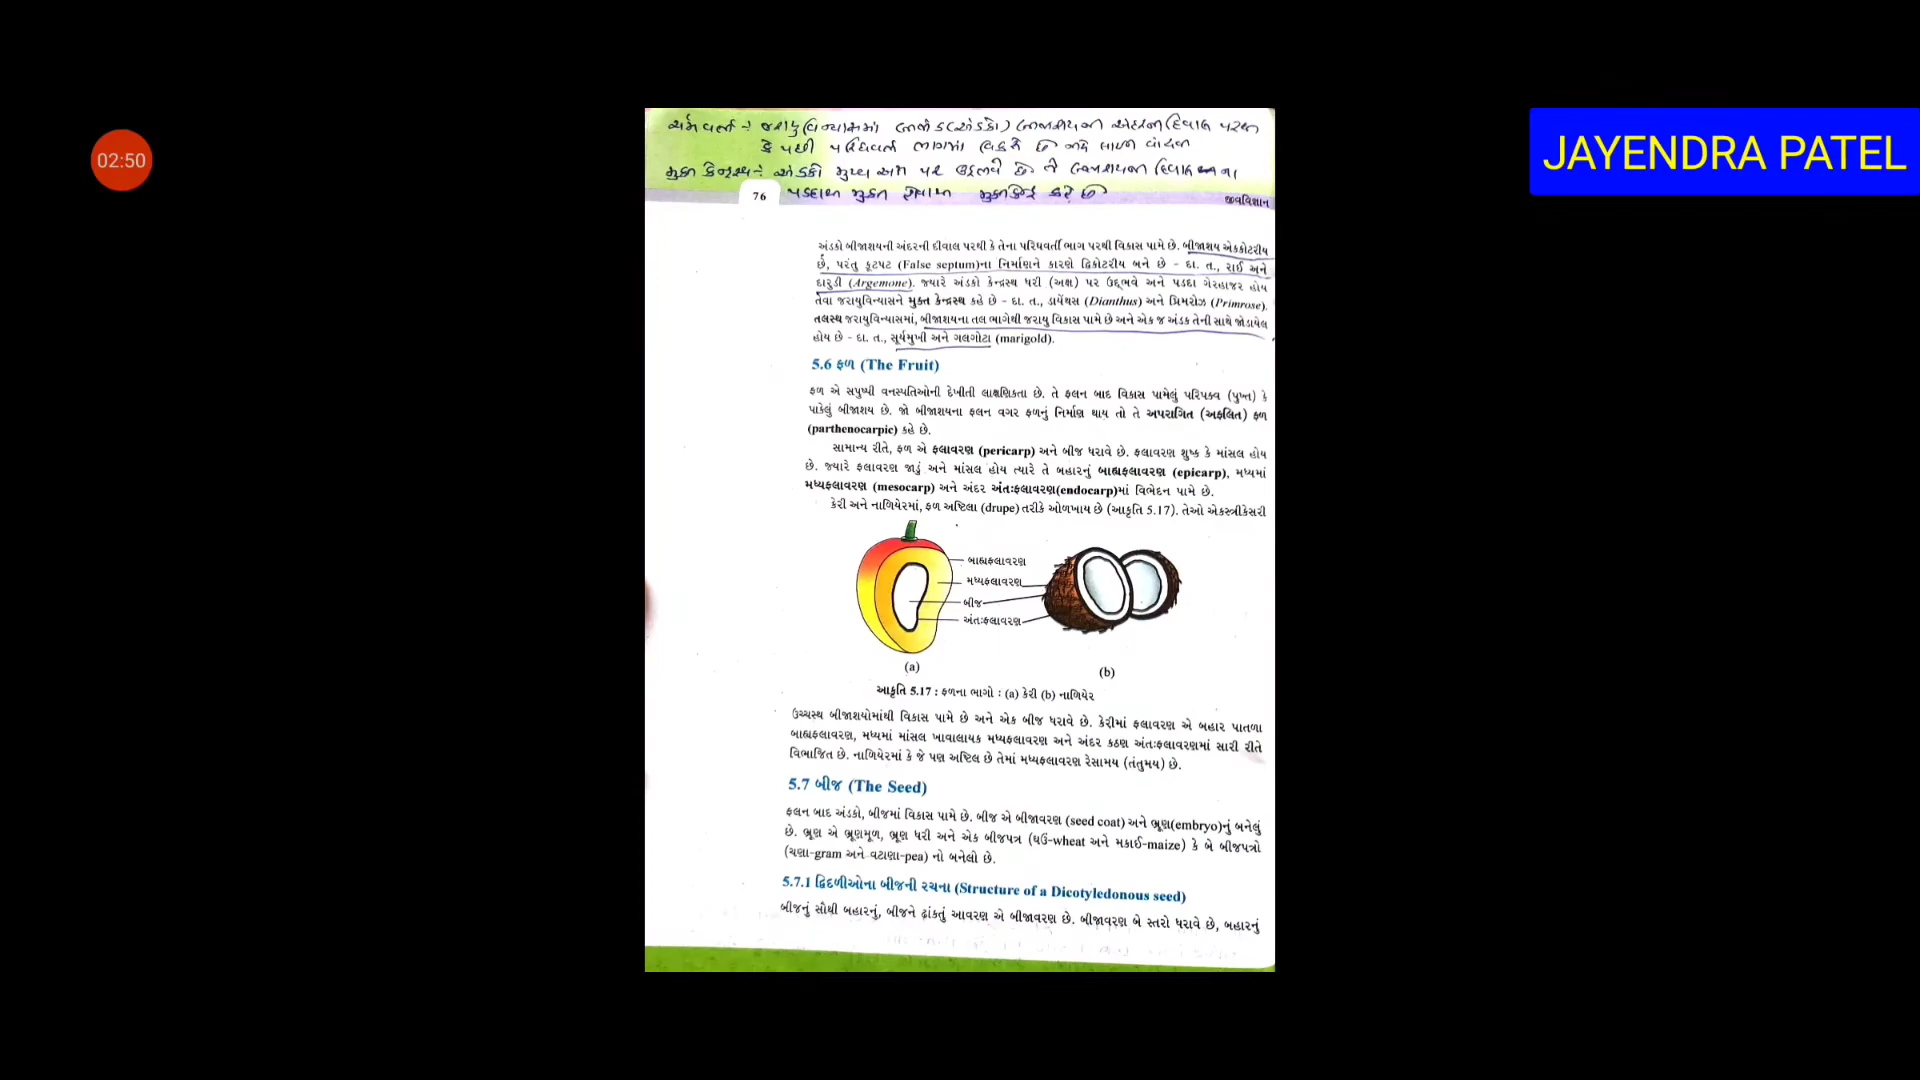 02:50
JAYENDRA PATEL
કે પછી
મુક્ત કેન્દ્રસ્થ :- અંડકો મુખ્ય અક્ષ પર ઉદ્ભવે છે તે બીજાશયની દિવાલના
76
જીવવિજ્ઞાન
અંડકો બીજાશયની અંદરની દીવાલ પરથી કે તેના પરિઘવર્તી ભાગ પરથી વિકાસ પામે છે. બીજાશય એકકોટરીય
છે, પરંતુ કૂટપટ (False septum)ના નિર્માણને કારણે દ્વિકોટરીય બને છે - દા. ત., રાઈ અને
દારુડી (Argemone). જ્યારે અંડકો કેન્દ્રસ્થ ધરી (અક્ષ) પર ઉદ્ભવે અને પડદા ગેરહાજર હોય
તેવા જરાયુવિન્યાસને મુક્ત કેન્દ્રસ્થ કહે છે - દા. ત., ડાયેંથસ (Dianthus) અને પ્રિમરોઝ (Primrose).
તલસ્થ જરાયુવિન્યાસમાં, બીજાશયના તલ ભાગેથી જરાયુ વિકાસ પામે છે અને એક જ અંડક તેની સાથે જોડાયેલ
હોય છે - દા. ત., સૂર્યમુખી અને ગલગોટા (marigold).
5.6 ફળ (The Fruit)
ફળ એ સપુષ્પી વનસ્પતિઓની દેખીતી લાક્ષણિકતા છે. તે ફલન બાદ વિકાસ પામેલું પરિપક્વ (પુખ્ત) કે
પાકેલું બીજાશય છે. જો બીજાશયના ફલન વગર ફળનું નિર્માણ થાય તો તે અપરાગિત (અફલિત) ફળ
(parthenocarpic) કહે છે.
સામાન્ય રીતે, ફળ એ ફલાવરણ (pericarp) અને બીજ ધરાવે છે. ફલાવરણ શુષ્ક કે માંસલ હોય
છે. જ્યારે ફલાવરણ જાડું અને માંસલ હોય ત્યારે તે બહારનું બાહ્યફલાવરણ (epicarp), મધ્યમાં
મધ્યફલાવરણ (mesocarp) અને અંદર અંતઃફલાવરણ(endocarp)માં વિભેદન પામે છે.
કેરી અને નાળિયેરમાં, ફળ અષ્ટિલા (drupe) તરીકે ઓળખાય છે (આકૃતિ 5.17). તેઓ એકસ્ત્રીકેસરી
બાહ્યફલાવરણ
મધ્યફલાવરણ
બીજ
અંતઃફલાવરણ
(a)
(b)
આકૃતિ 5.17 : ફળના ભાગો : (a) કેરી (b) નાળિયેર
ઉચ્ચસ્થ બીજાશયોમાંથી વિકાસ પામે છે અને એક બીજ ધરાવે છે. કેરીમાં ફલાવરણ એ બહાર પાતળા
બાહ્યફલાવરણ, મધ્યમાં માંસલ ખાવાલાયક મધ્યફલાવરણ અને અંદર કઠણ અંતઃફલાવરણમાં સારી રીતે
વિભાજિત છે. નાળિયેરમાં કે જે પણ અષ્ટિલ છે તેમાં મધ્યફલાવરણ રેસામય (તંતુમય) છે.
5.7 બીજ (The Seed)
ફલન બાદ અંડકો, બીજમાં વિકાસ પામે છે. બીજ એ બીજાવરણ (seed coat) અને ભ્રૂણ(embryo)નું બનેલું
છે. ભ્રૂણ એ ભ્રૂણમૂળ, ભ્રૂણ ધરી અને એક બીજપત્ર (ઘઉં-wheat અને મકાઈ-maize) કે બે બીજપત્રો
(ચણા-gram અને વટાણા-pea) નો બનેલો છે.
5.7.1 દ્વિદળીઓના બીજની રચના (Structure of a Dicotyledonous seed)
બીજનું સૌથી બહારનું, બીજને ઢાંકતું આવરણ એ બીજાવરણ છે. બીજાવરણ બે સ્તરો ધરાવે છે, બહારનું